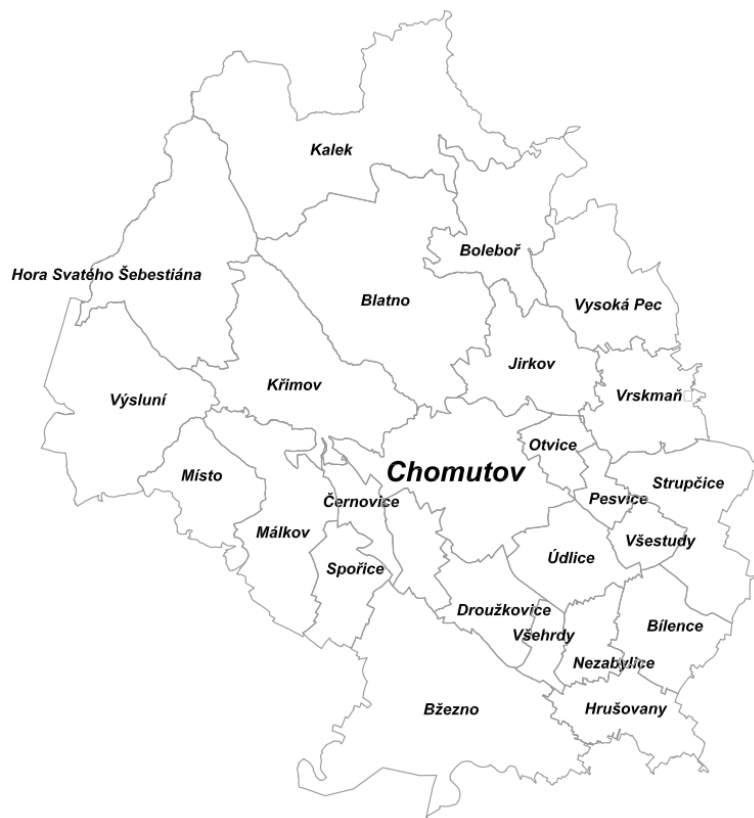 Kalek
Boleboř
Hora Svatého Šebestiána
Blatno
Vysoká Pec
Jirkov
Křimov
Výsluní
Vrskmaň
Otvice
Místo
Chomutov
Strupčice
Černovice
Pesvice
Málkov
Všestudy
Údlice
Spořice
Droužkovice
Bílence
Všehrdy
Nezabylice
Bžezno
Hrušovany